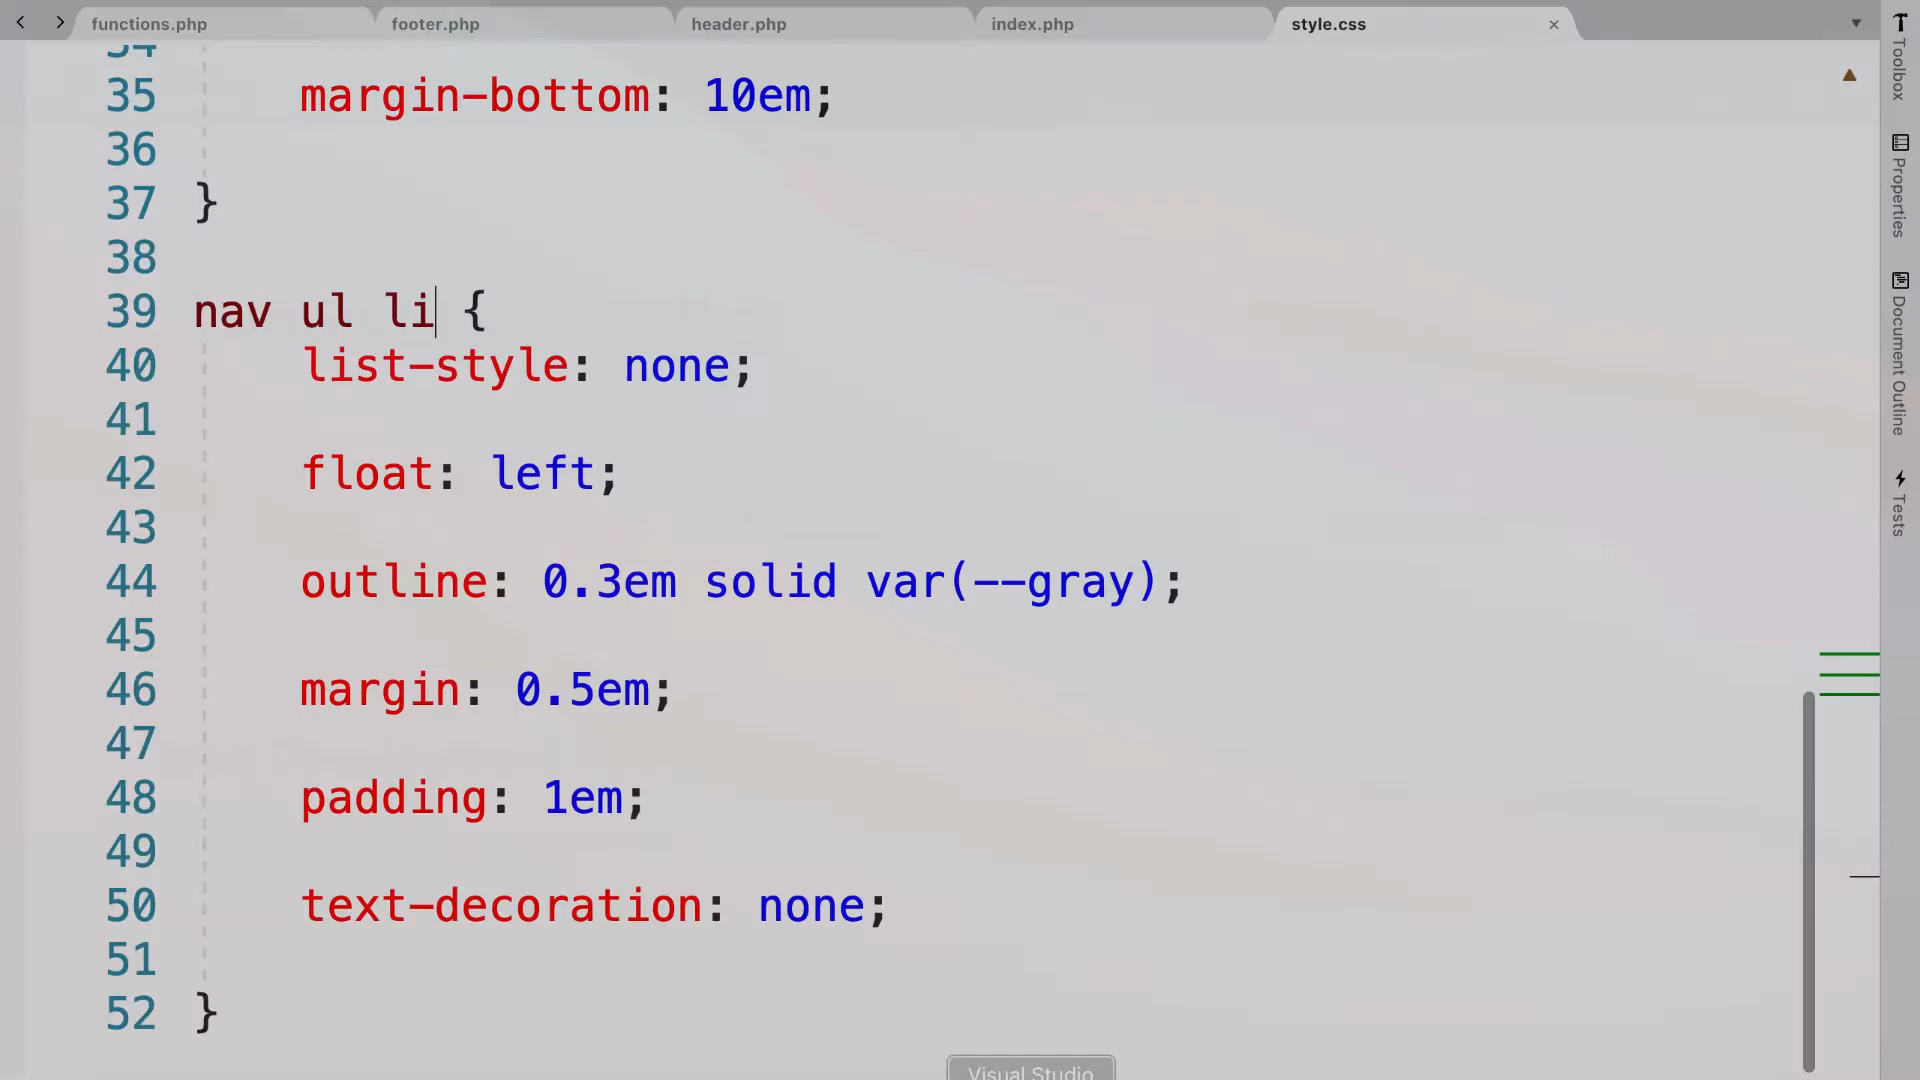 functions.php
footer.php
header.php
index.php
style.css
34
35 margin-bottom: 10em;
36
37 }
38
39 nav ul li {
40 list-style: none;
41
42 float: left;
43
44 outline: 0.3em solid var(--gray);
45
46 margin: 0.5em;
47
48 padding: 1em;
49
50 text-decoration: none;
51
52 }
Toolbox
Properties
Document Outline
Tests
Visual Studio